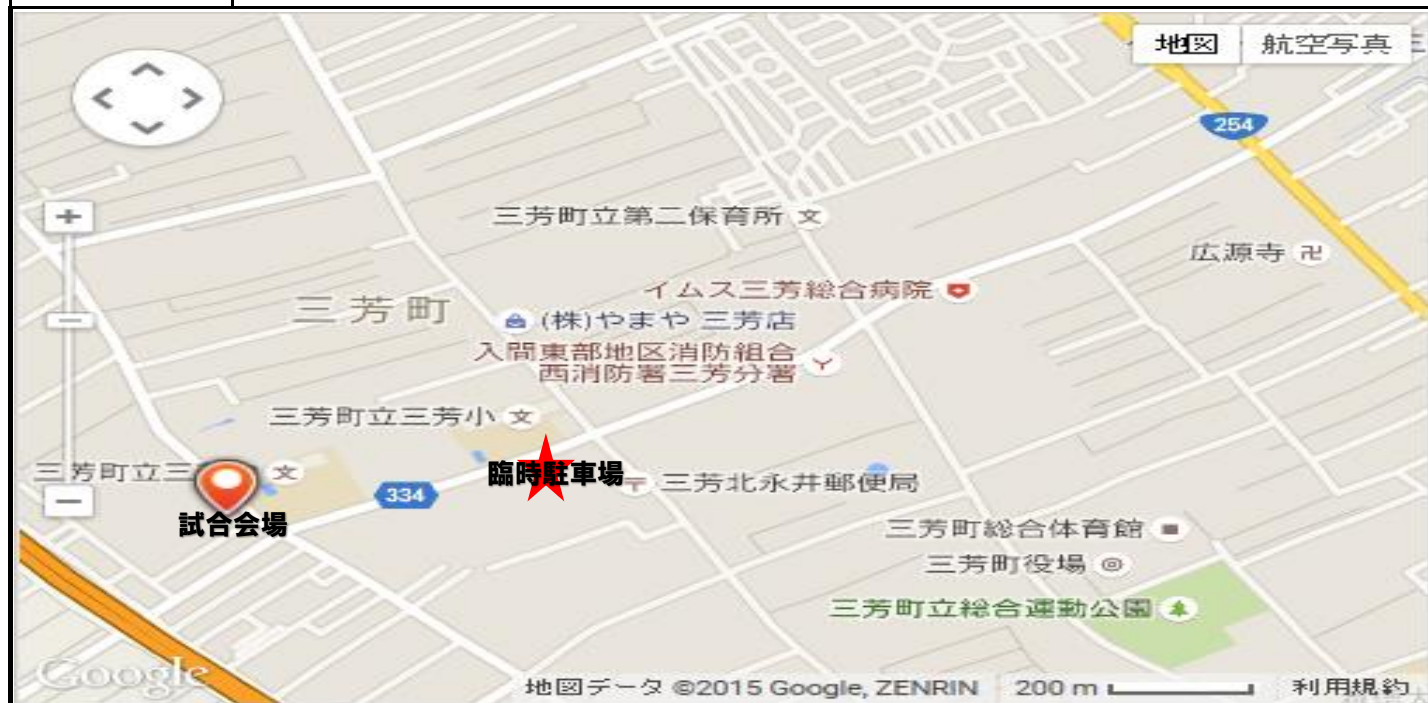 地図 航空写真
254
三芳町立第二保育所 文
広源寺 卍
イムス三芳総合病院
三芳町
(株)やまや 三芳店
入間東部地区消防組合
西消防署三芳分署
三芳町立三芳小 文
三芳町立三
文
臨時駐車場
〒 三芳北永井郵便局
334
試合会場
三芳町総合体育館
三芳町役場
三芳町立総合運動公園
Google
地図データ ©2015 Google, ZENRIN 200 m 利用規約